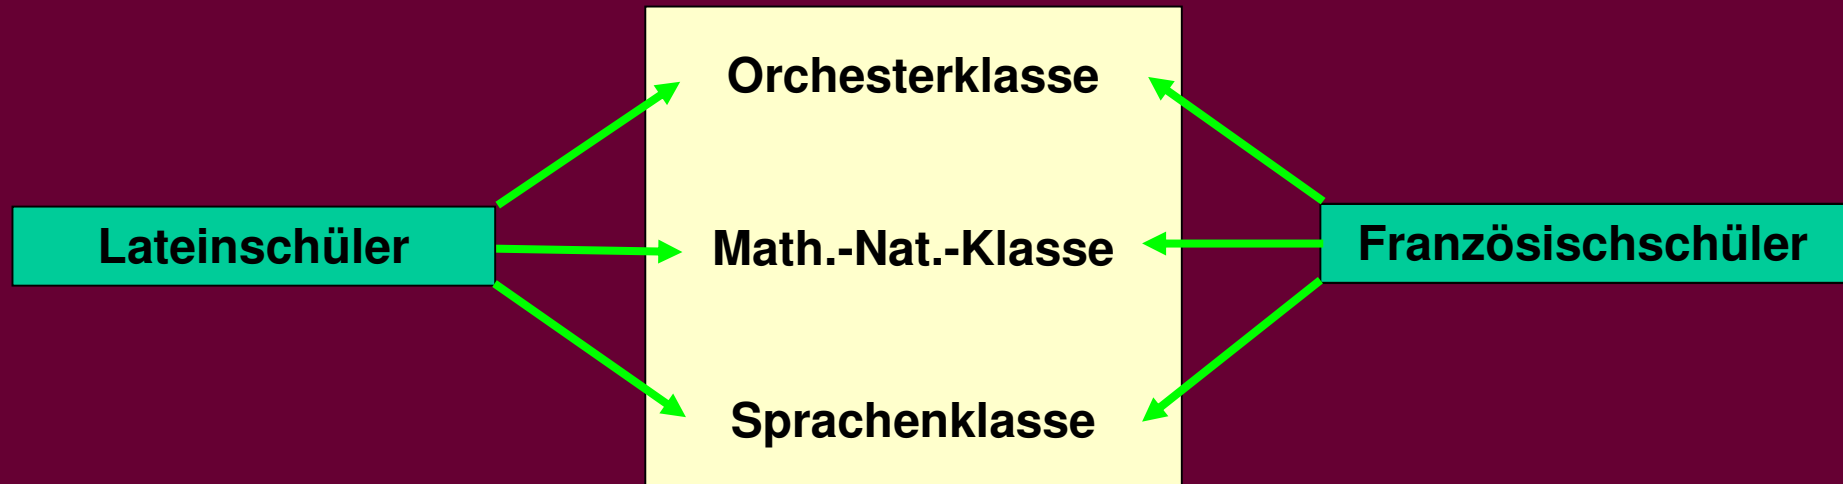 Orchesterklasse
Lateinschüler
Math.-Nat.-Klasse
Französischschüler
Sprachenklasse